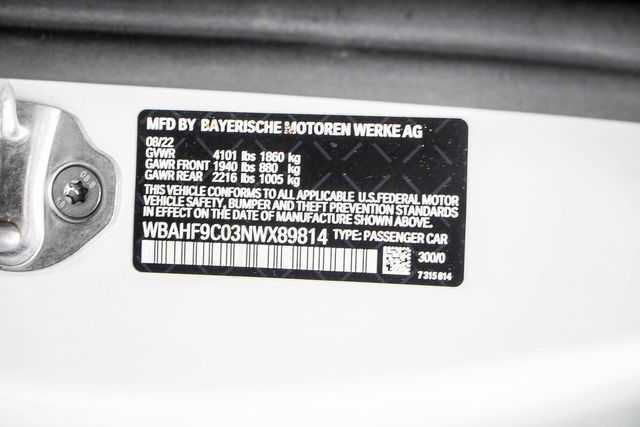 MFD BY BAYERISCHE MOTOREN WERKE AG
08/22
GVWR 4101 lbs 1860 kg
GAWR FRONT 1940 lbs 880 kg
GAWR REAR 2216 lbs 1005 kg
THIS VEHICLE CONFORMS TO ALL APPLICABLE U.S.FEDERAL MOTOR
VEHICLE SAFETY, BUMPER AND THEFT PREVENTION STANDARDS
IN EFFECT ON THE DATE OF MANUFACTURE SHOWN ABOVE.
WBAHF9C03NWX89814 TYPE: PASSENGER CAR
300/0
7315814